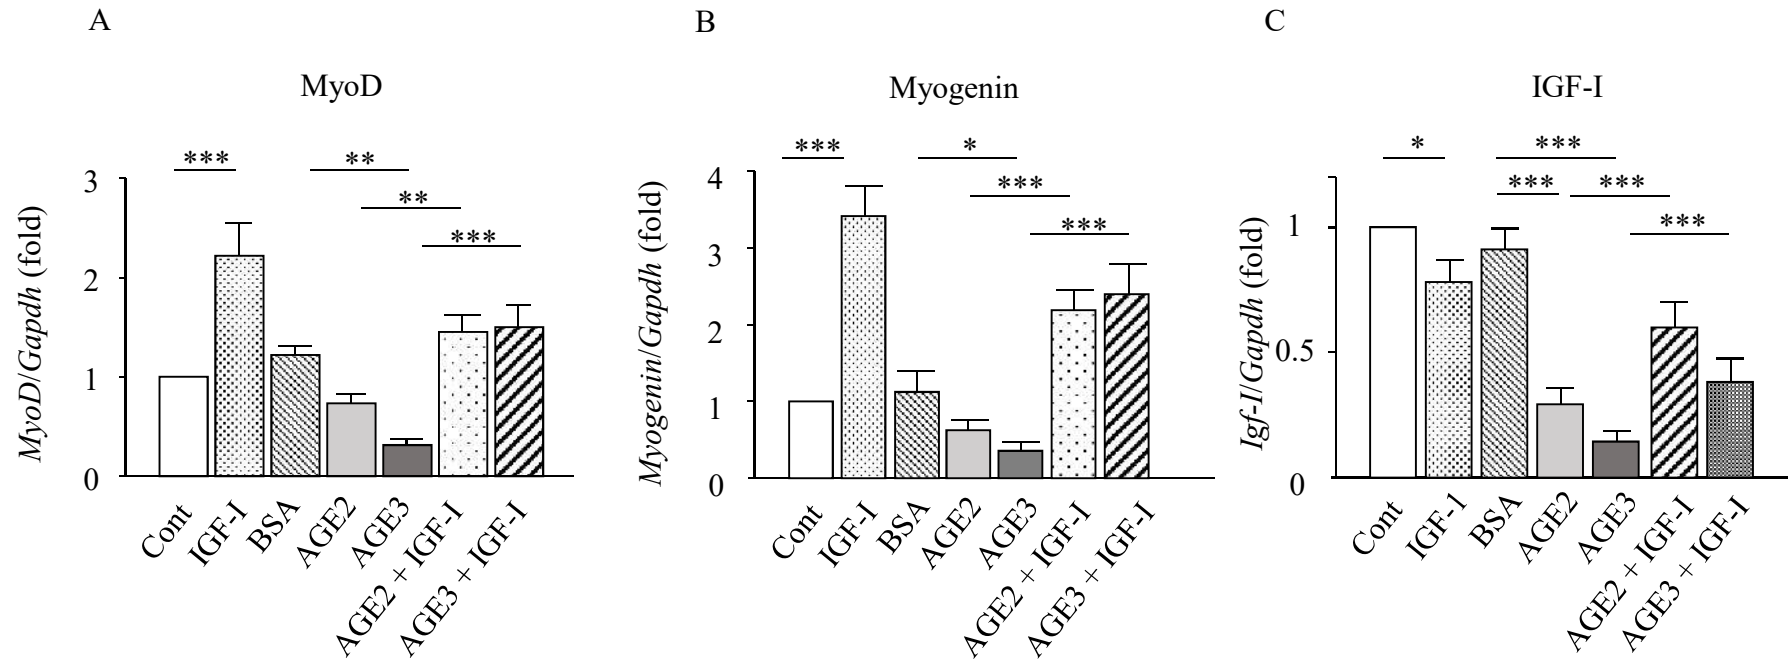 A
MyoD
***
**
**
***
3
2
1
0
MyoD/Gapdh (fold)
Cont
IGF-I
BSA
AGE2
AGE3
AGE2 + IGF-I
AGE3 + IGF-I
B
Myogenin
***
*
***
***
4
3
2
1
0
Myogenin/Gapdh (fold)
Cont
IGF-I
BSA
AGE2
AGE3
AGE2 + IGF-I
AGE3 + IGF-I
C
IGF-I
*
***
***
***
***
1
0.5
0
Igf-I/Gapdh (fold)
Cont
IGF-1
BSA
AGE2
AGE3
AGE2 + IGF-I
AGE3 + IGF-I